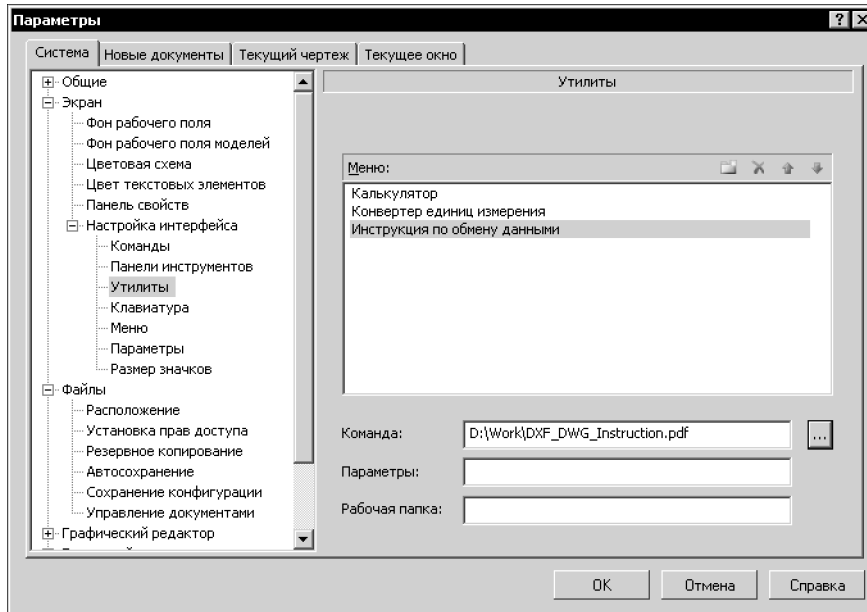 Параметры
Система Новые документы Текущий чертеж Текущее окно
Общие
Экран
Фон рабочего поля
Фон рабочего поля моделей
Цветовая схема
Цвет текстовых элементов
Панель свойств
Настройка интерфейса
Команды
Панели инструментов
Утилиты
Клавиатура
Меню
Параметры
Размер значков
Файлы
Расположение
Установка прав доступа
Резервное копирование
Автосохранение
Сохранение конфигурации
Управление документами
Графический редактор
Утилиты
Меню:
Калькулятор
Конвертер единиц измерения
Инструкция по обмену данными
Команда: D:\Work\DXF_DWG_Instruction.pdf ...
Параметры:
Рабочая папка:
OK Отмена Справка